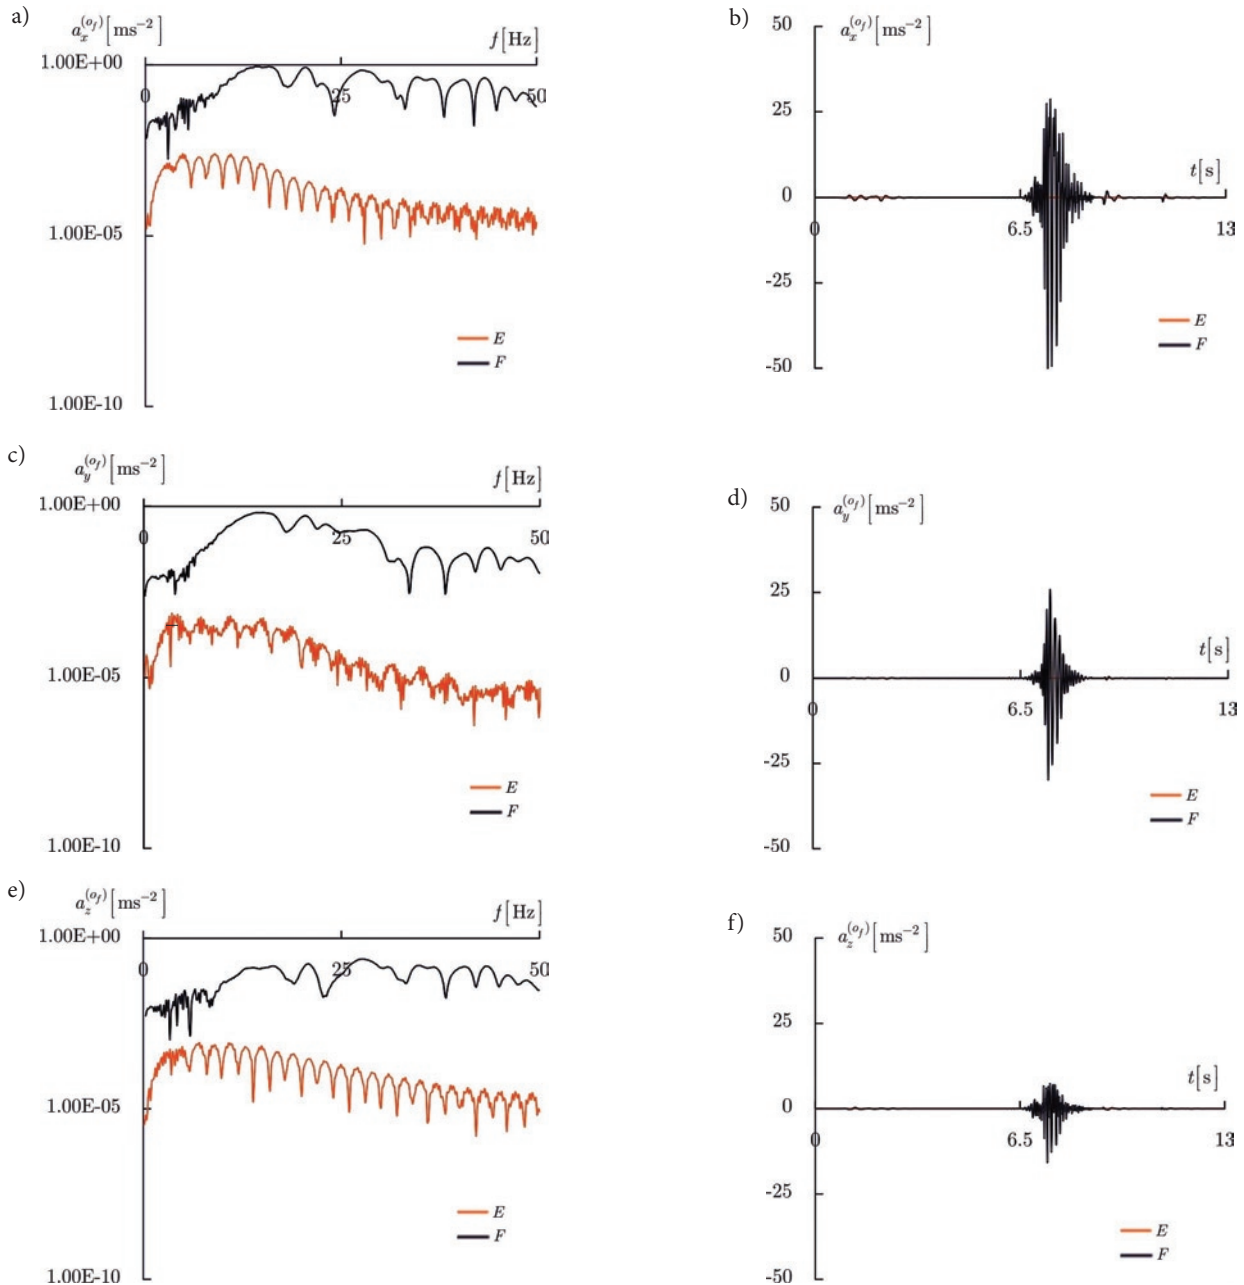 a)
a_x^(o_f) [ms⁻²]
f[Hz]
1.00E+00
0
25
50
1.00E-05
E
F
1.00E-10
b)
50
a_x^(o_f) [ms⁻²]
25
t[s]
0
0
6.5
13
-25
E
F
-50
c)
a_y^(o_f) [ms⁻²]
f[Hz]
1.00E+00
0
25
50
1.00E-05
E
F
1.00E-10
d)
50
a_y^(o_f) [ms⁻²]
25
t[s]
0
0
6.5
13
-25
E
F
-50
e)
a_z^(o_f) [ms⁻²]
f[Hz]
1.00E+00
0
25
50
1.00E-05
E
F
1.00E-10
f)
50
a_z^(o_f) [ms⁻²]
25
t[s]
0
0
6.5
13
-25
E
F
-50